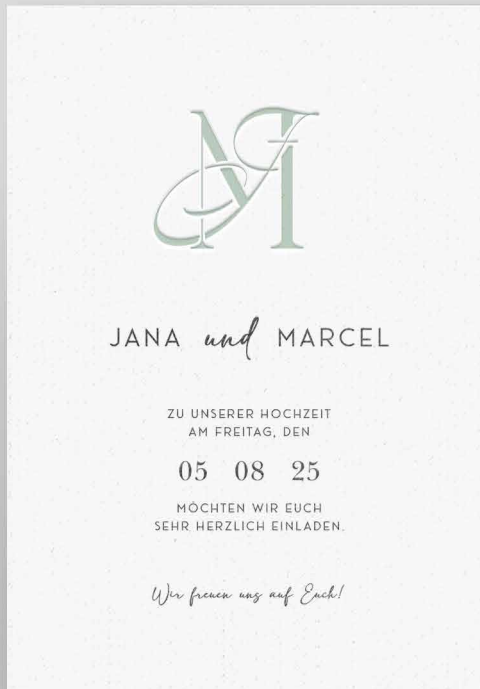 JM
JANA und MARCEL
ZU UNSERER HOCHZEIT
AM FREITAG, DEN
05 08 25
MÖCHTEN WIR EUCH
SEHR HERZLICH EINLADEN.
Wir freuen uns auf Euch!